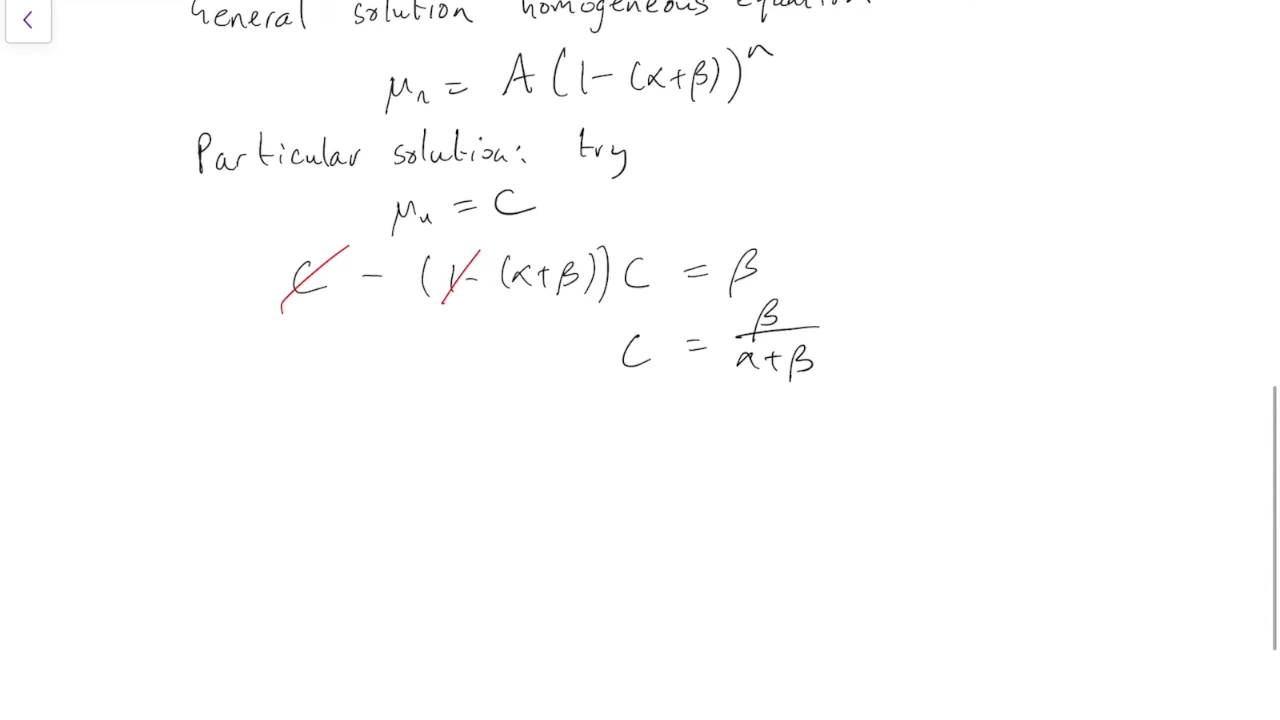 General solution homogeneous equation
μₙ = A (1 - (α+β))ⁿ
Particular solution: try
μₙ = C
C - (1 - (α+β)) C = β
C = β/(α+β)